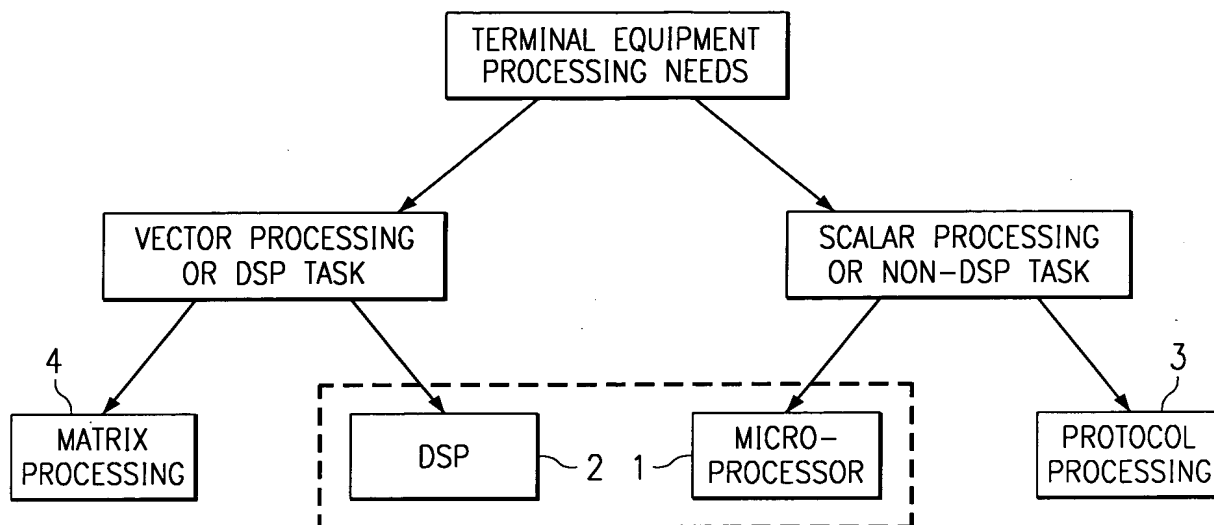 TERMINAL EQUIPMENT
PROCESSING NEEDS
VECTOR PROCESSING
OR DSP TASK
SCALAR PROCESSING
OR NON-DSP TASK
4
3
MATRIX
PROCESSING
DSP
2
1
MICRO-
PROCESSOR
PROTOCOL
PROCESSING